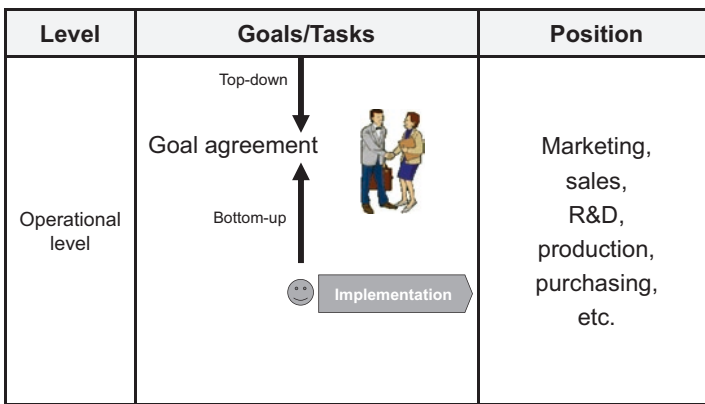 Level
Goals/Tasks
Position
Operational
level
Top-down
Goal agreement
Bottom-up
Implementation
Marketing,
sales,
R&D,
production,
purchasing,
etc.